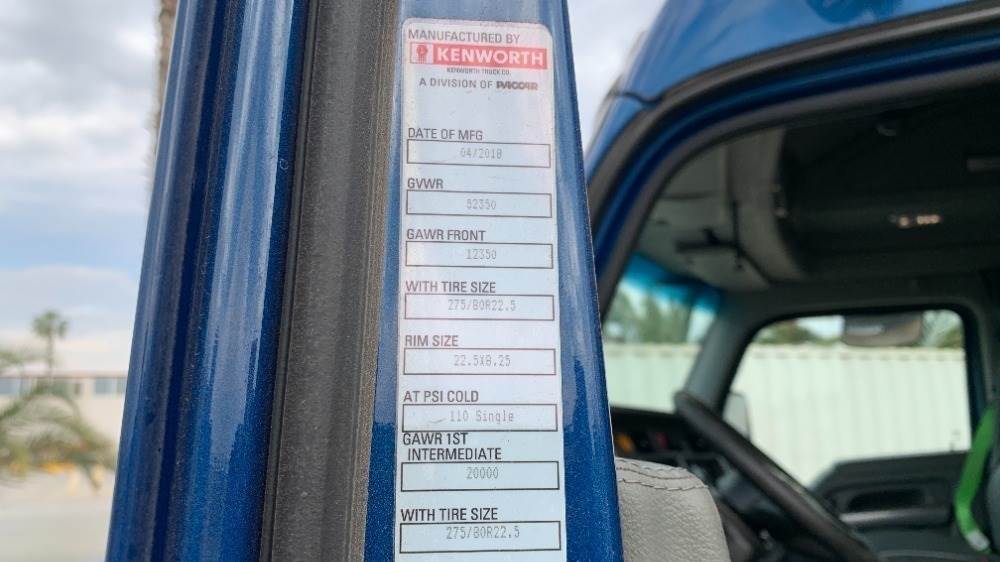 MANUFACTURED BY
KENWORTH
KENWORTH TRUCK CO.
A DIVISION OF PACCAR
DATE OF MFG
04/2018
GVWR
52350
GAWR FRONT
12350
WITH TIRE SIZE
275/80R22.5
RIM SIZE
22.5X8.25
AT PSI COLD
110 Single
GAWR 1ST
INTERMEDIATE
20000
WITH TIRE SIZE
275/80R22.5